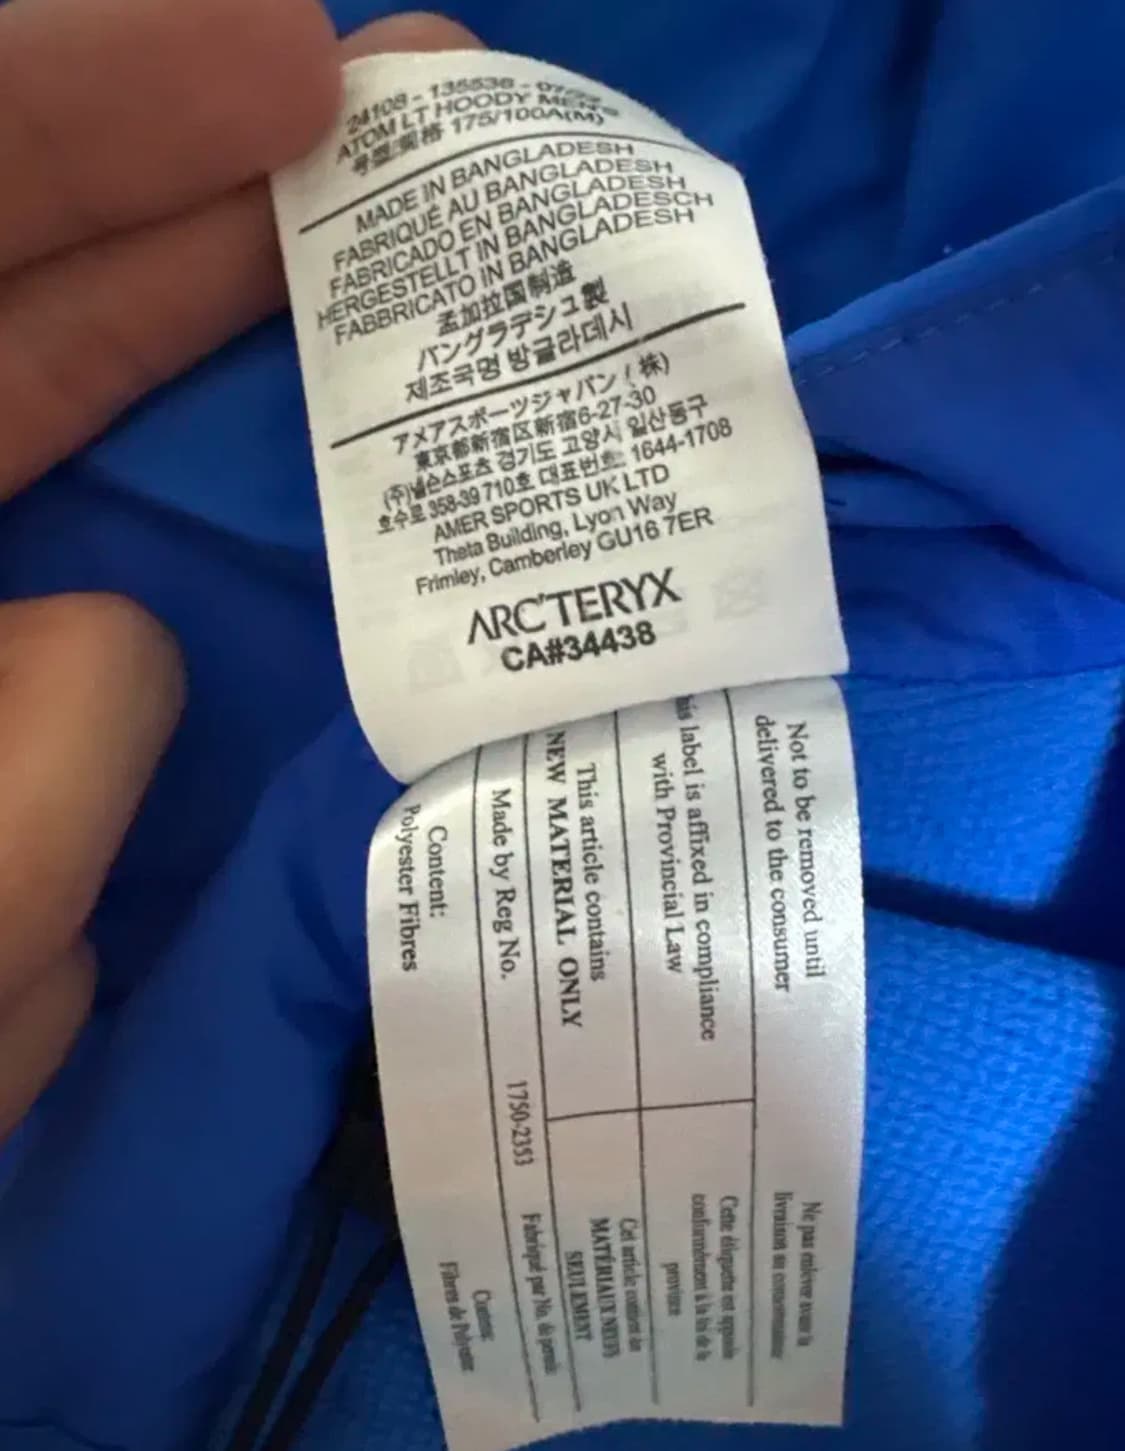 24108 - 135536 -
ATOM LT HOODY MEN'S
号型/规格 175/100A(M)
MADE IN BANGLADESH
FABRIQUÉ AU BANGLADESH
FABRICADO EN BANGLADESH
HERGESTELLT IN BANGLADESCH
FABBRICATO IN BANGLADESH
孟加拉国制造
バングラデシュ製
제조국명 방글라데시
アメアスポーツジャパン(株)
東京都新宿区新宿6-27-30
(주)넬슨스포츠 경기도 고양시 일산동구
호수로 358-39 710호 대표번호: 1644-1708
AMER SPORTS UK LTD
Theta Building, Lyon Way
Frimley, Camberley GU16 7ER
ARC'TERYX
CA#34438
Not to be removed until
delivered to the consumer
his label is affixed in compliance
with Provincial Law
This article contains
NEW MATERIAL ONLY
Made by Reg No. 1750-2353
Content:
Polyester Fibres
Ne pas enlever avant la
livraison au consommateur
Cette étiquette est apposée
conformément à la loi de la
province
Cet article contient des
MATÉRIAUX NEUFS
SEULEMENT
Fabriqué par No. de permis
Contenu:
Fibres de Polyester